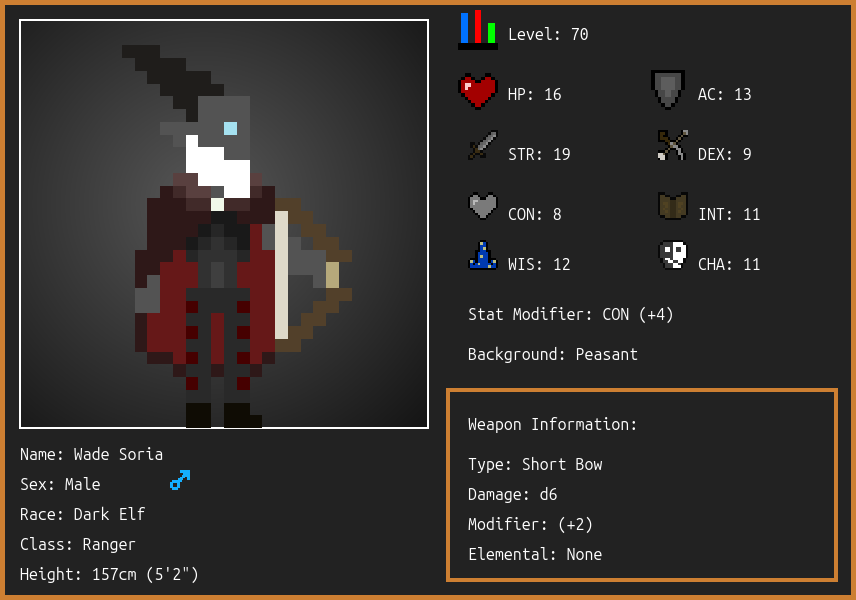 Level: 70
HP: 16
AC: 13
STR: 19
DEX: 9
CON: 8
INT: 11
WIS: 12
CHA: 11
Stat Modifier: CON (+4)
Background: Peasant
Weapon Information:
Type: Short Bow
Damage: d6
Modifier: (+2)
Elemental: None
Name: Wade Soria
Sex: Male
Race: Dark Elf
Class: Ranger
Height: 157cm (5'2")